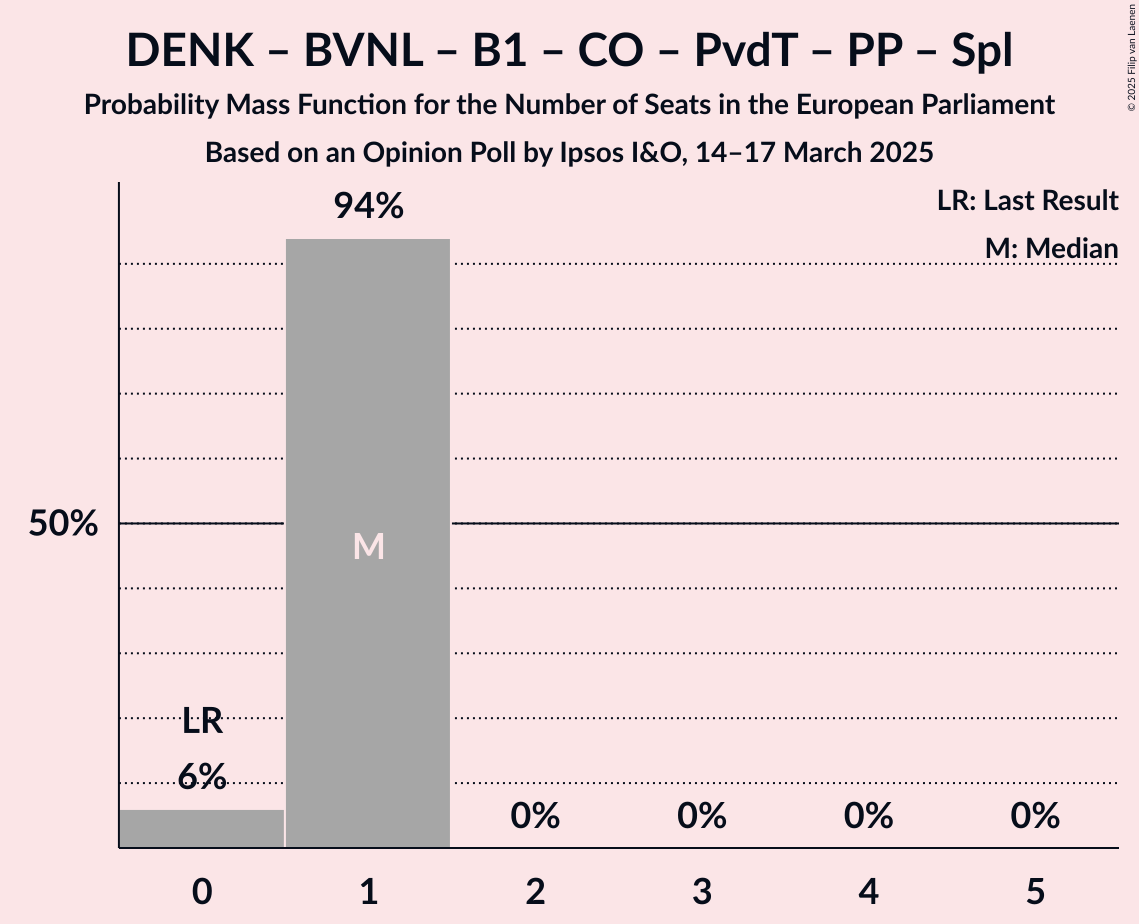 DENK – BVNL – B1 – CO – PvdT – PP – Spl
Probability Mass Function for the Number of Seats in the European Parliament
Based on an Opinion Poll by Ipsos I&O, 14–17 March 2025
© 2025 Filip van Laenen
LR: Last Result
M: Median
94%
50%
M
LR
6%
0%
0%
0%
0%
0
1
2
3
4
5